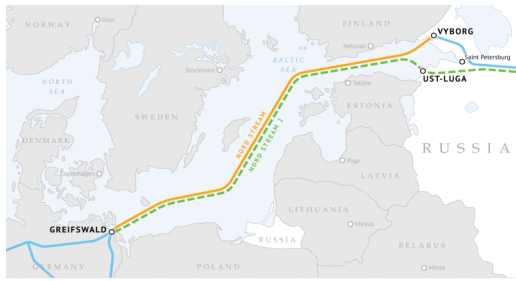 NORWAY
Oslo
FINLAND
VYBORG
Helsinki
Saint Petersburg
BALTIC
SEA
Stockholm
UST-LUGA
NORTH
SEA
Tallinn
ESTONIA
SWEDEN
NORD STREAM
NORD STREAM 2
RUSSIA
DENMARK
Riga
Copenhagen
LATVIA
LITHUANIA
GREIFSWALD
Vilnius
RUSSIA
BELARUS
GERMANY
POLAND
Minsk